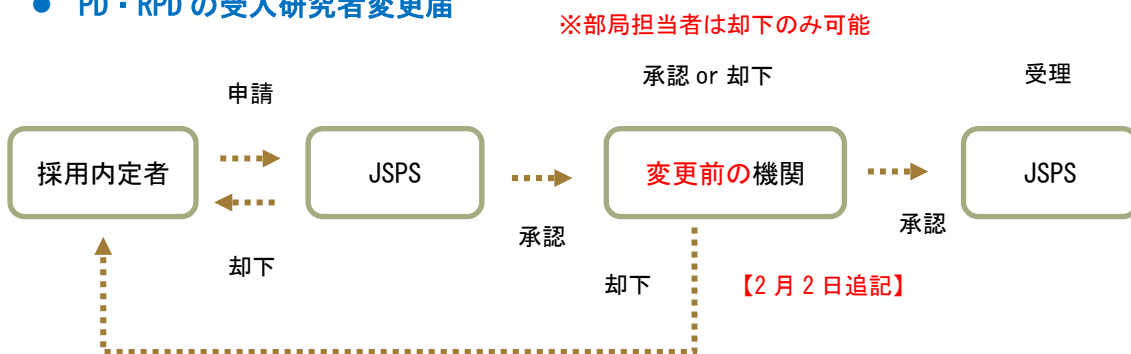 ● PD・RPD の受入研究者変更届
※部局担当者は却下のみ可能
承認 or 却下
受理
申請
採用内定者
JSPS
変更前の機関
JSPS
承認
承認
却下
却下
【2 月 2 日追記】